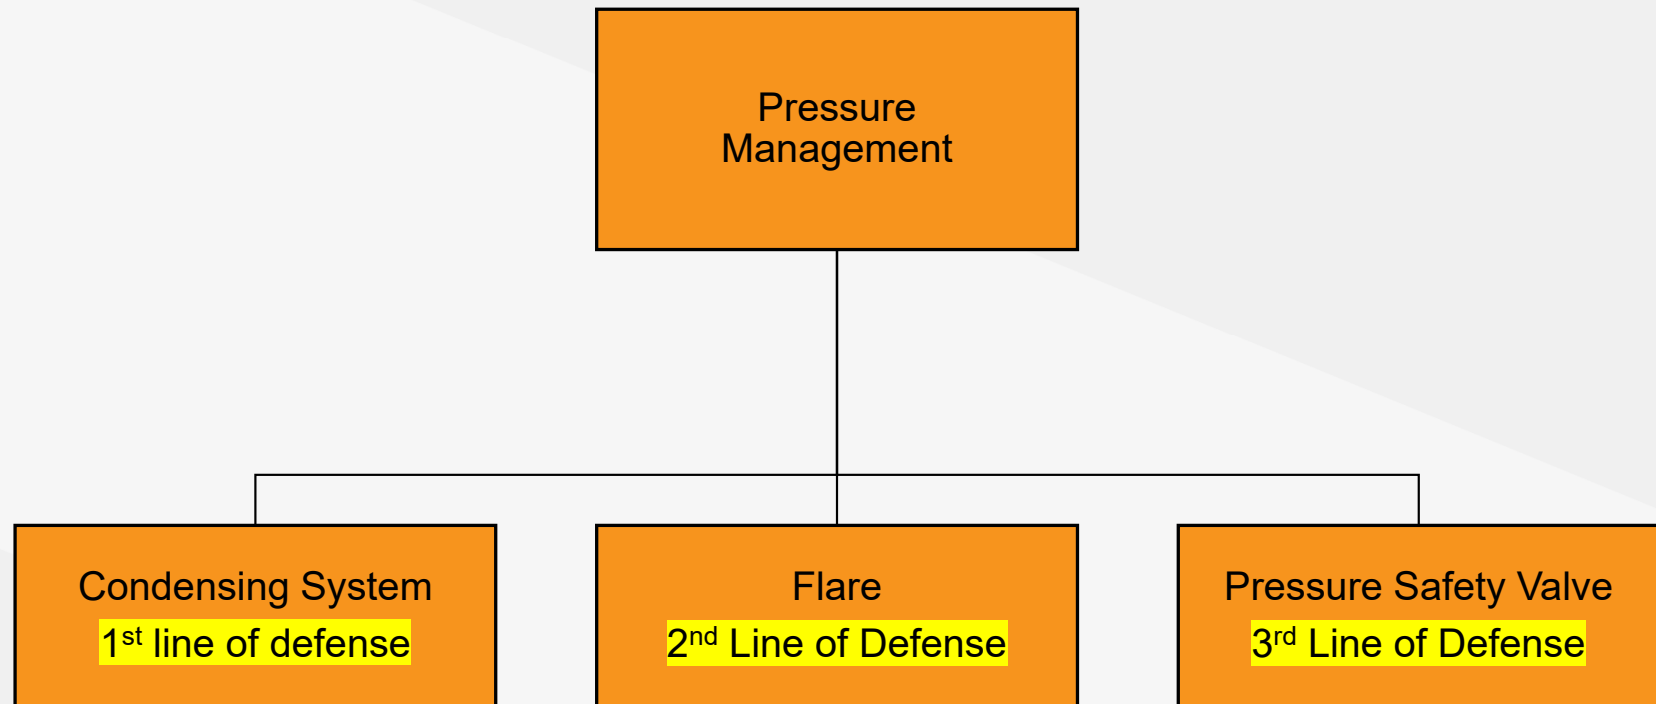 Pressure
Management
Condensing System
1st line of defense
Flare
2nd Line of Defense
Pressure Safety Valve
3rd Line of Defense